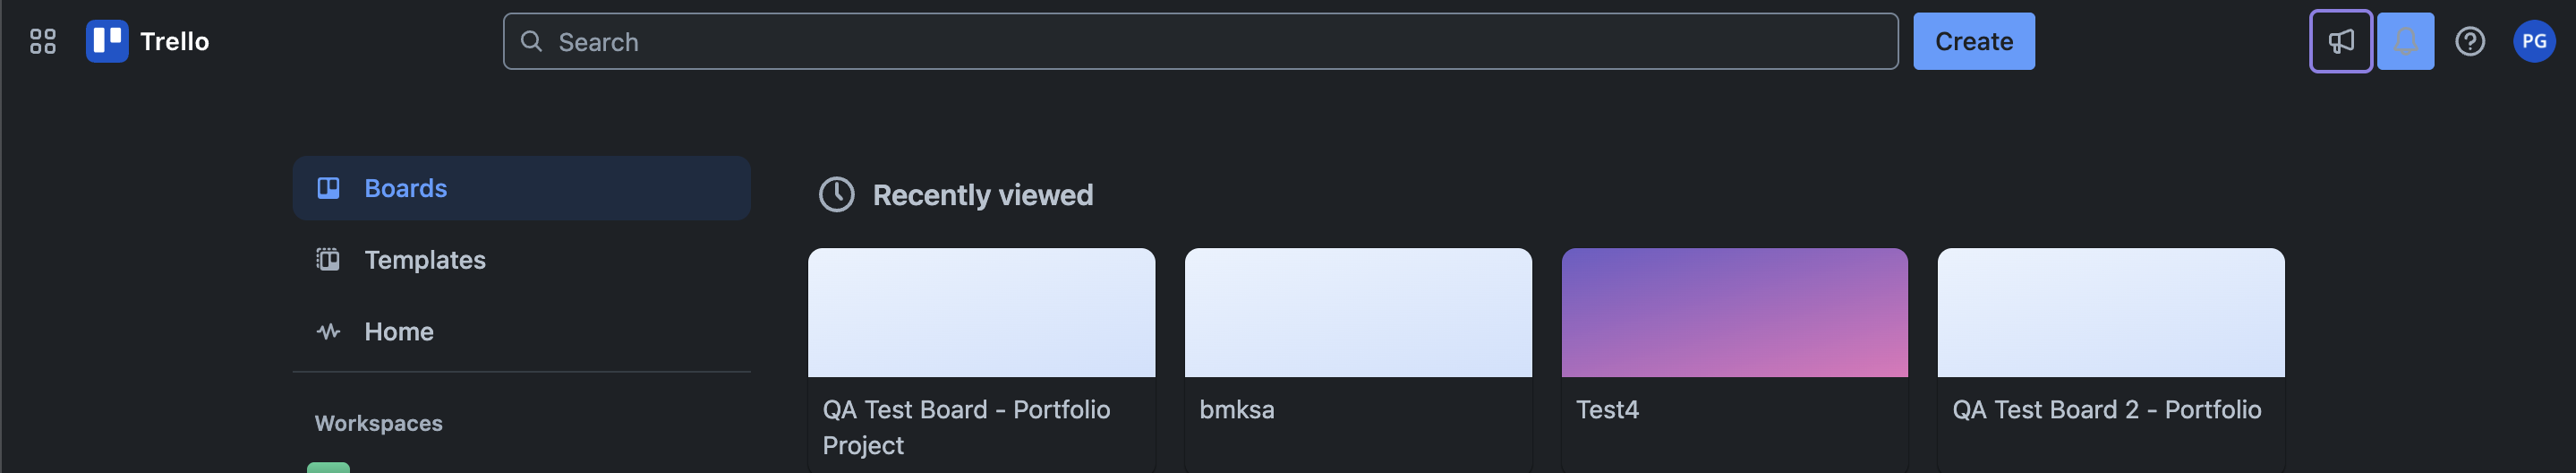 Trello
Search
Create
PG
Boards
Templates
Home
Workspaces
Recently viewed
QA Test Board - Portfolio
Project
bmksa
Test4
QA Test Board 2 - Portfolio